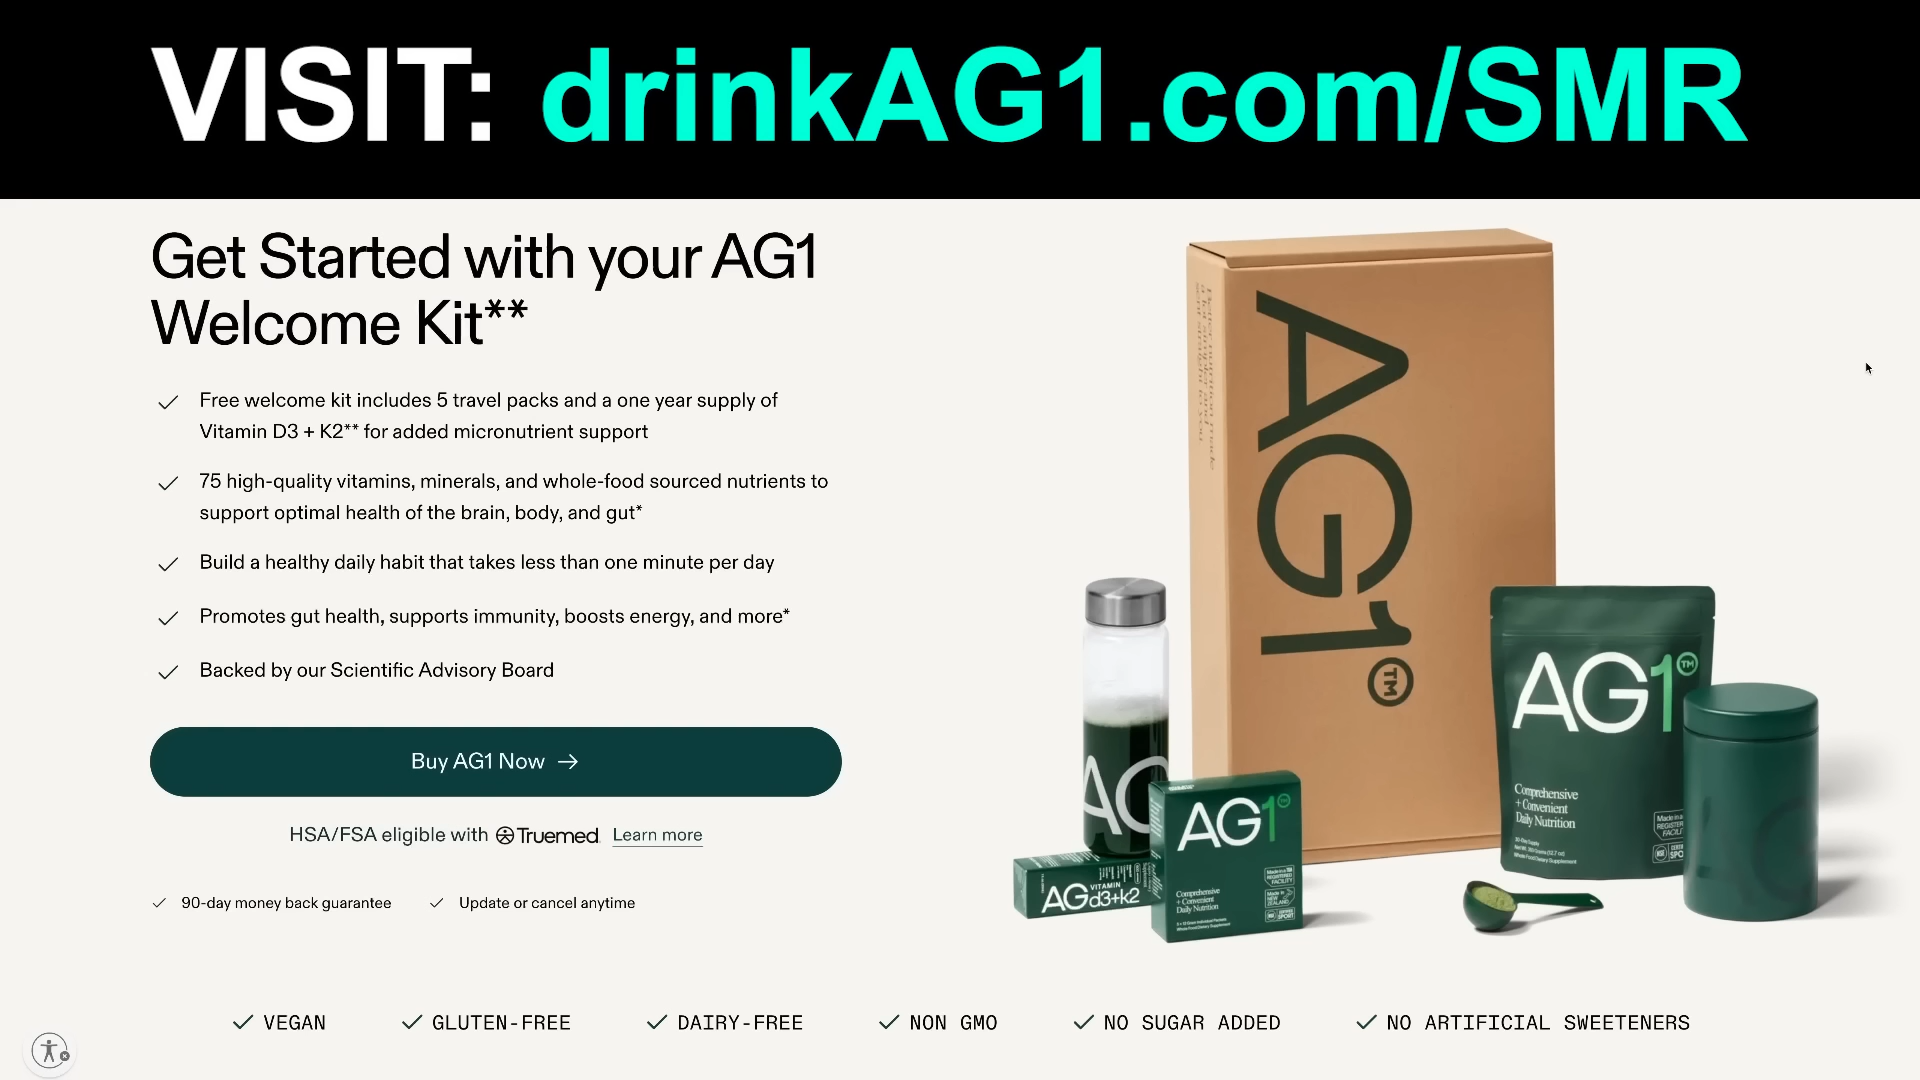 VISIT: drinkAG1.com/SMR
Get Started with your AG1
Welcome Kit**
Free welcome kit includes 5 travel packs and a one year supply of
Vitamin D3 + K2** for added micronutrient support
75 high-quality vitamins, minerals, and whole-food sourced nutrients to
support optimal health of the brain, body, and gut*
Build a healthy daily habit that takes less than one minute per day
Promotes gut health, supports immunity, boosts energy, and more*
Backed by our Scientific Advisory Board
Buy AG1 Now →
HSA/FSA eligible with Truemed Learn more
90-day money back guarantee
Update or cancel anytime
AG1™
AG1™
Comprehensive
+ Convenient
Daily Nutrition
AG
VITAMIN
d3+k2
AG1™
Comprehensive
+ Convenient
Daily Nutrition
VEGAN
GLUTEN-FREE
DAIRY-FREE
NON GMO
NO SUGAR ADDED
NO ARTIFICIAL SWEETENERS